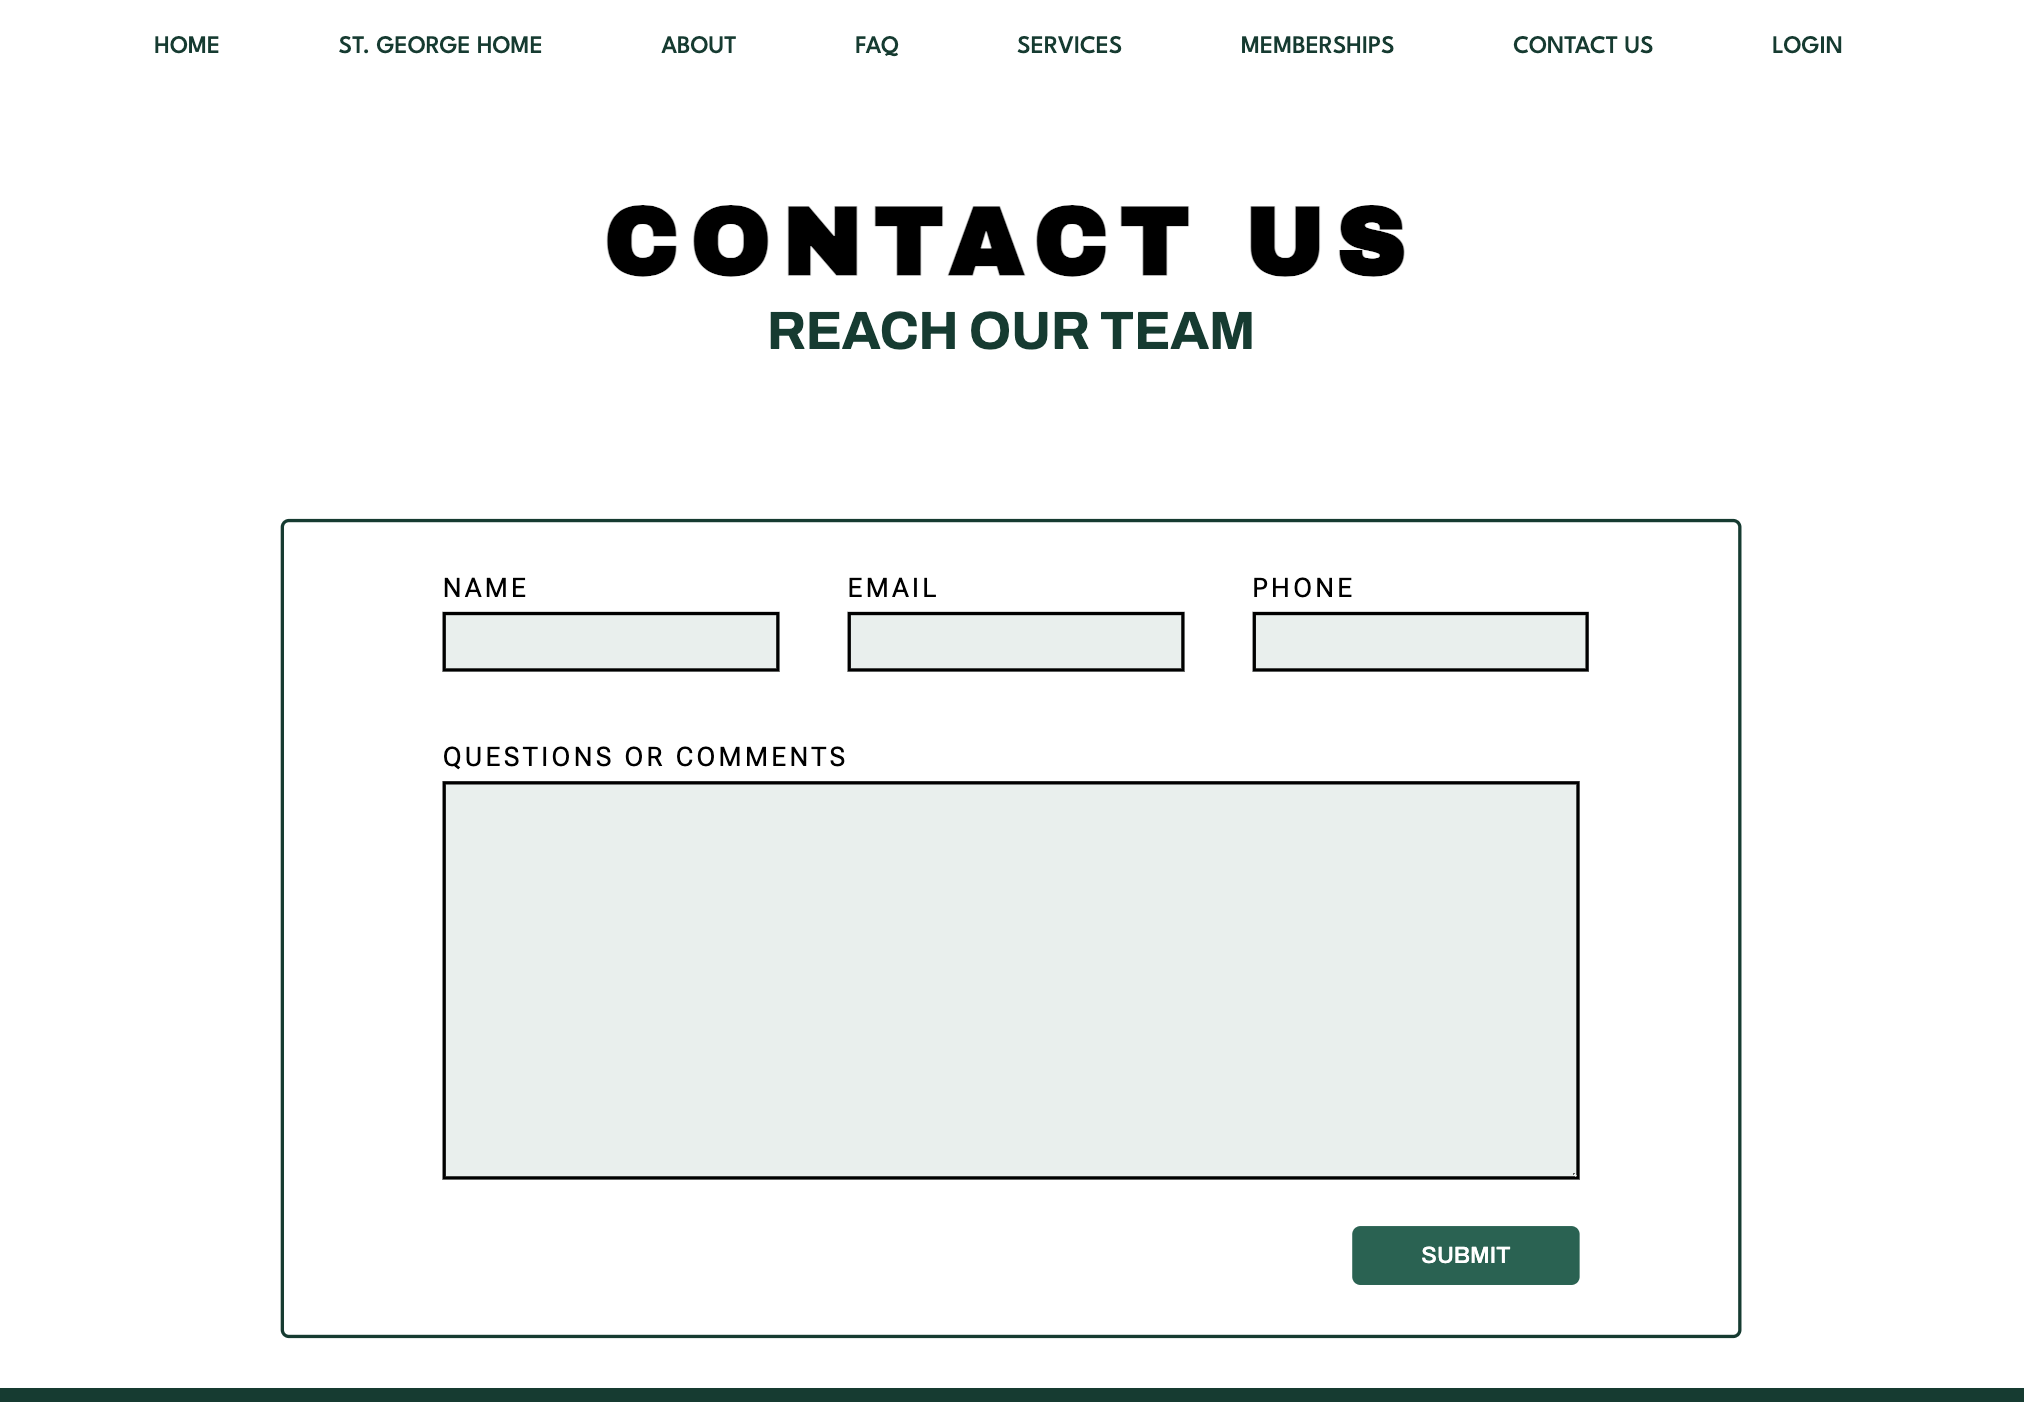 HOME ST. GEORGE HOME ABOUT FAQ SERVICES MEMBERSHIPS CONTACT US LOGIN
CONTACT US
REACH OUR TEAM
NAME EMAIL PHONE
QUESTIONS OR COMMENTS
SUBMIT